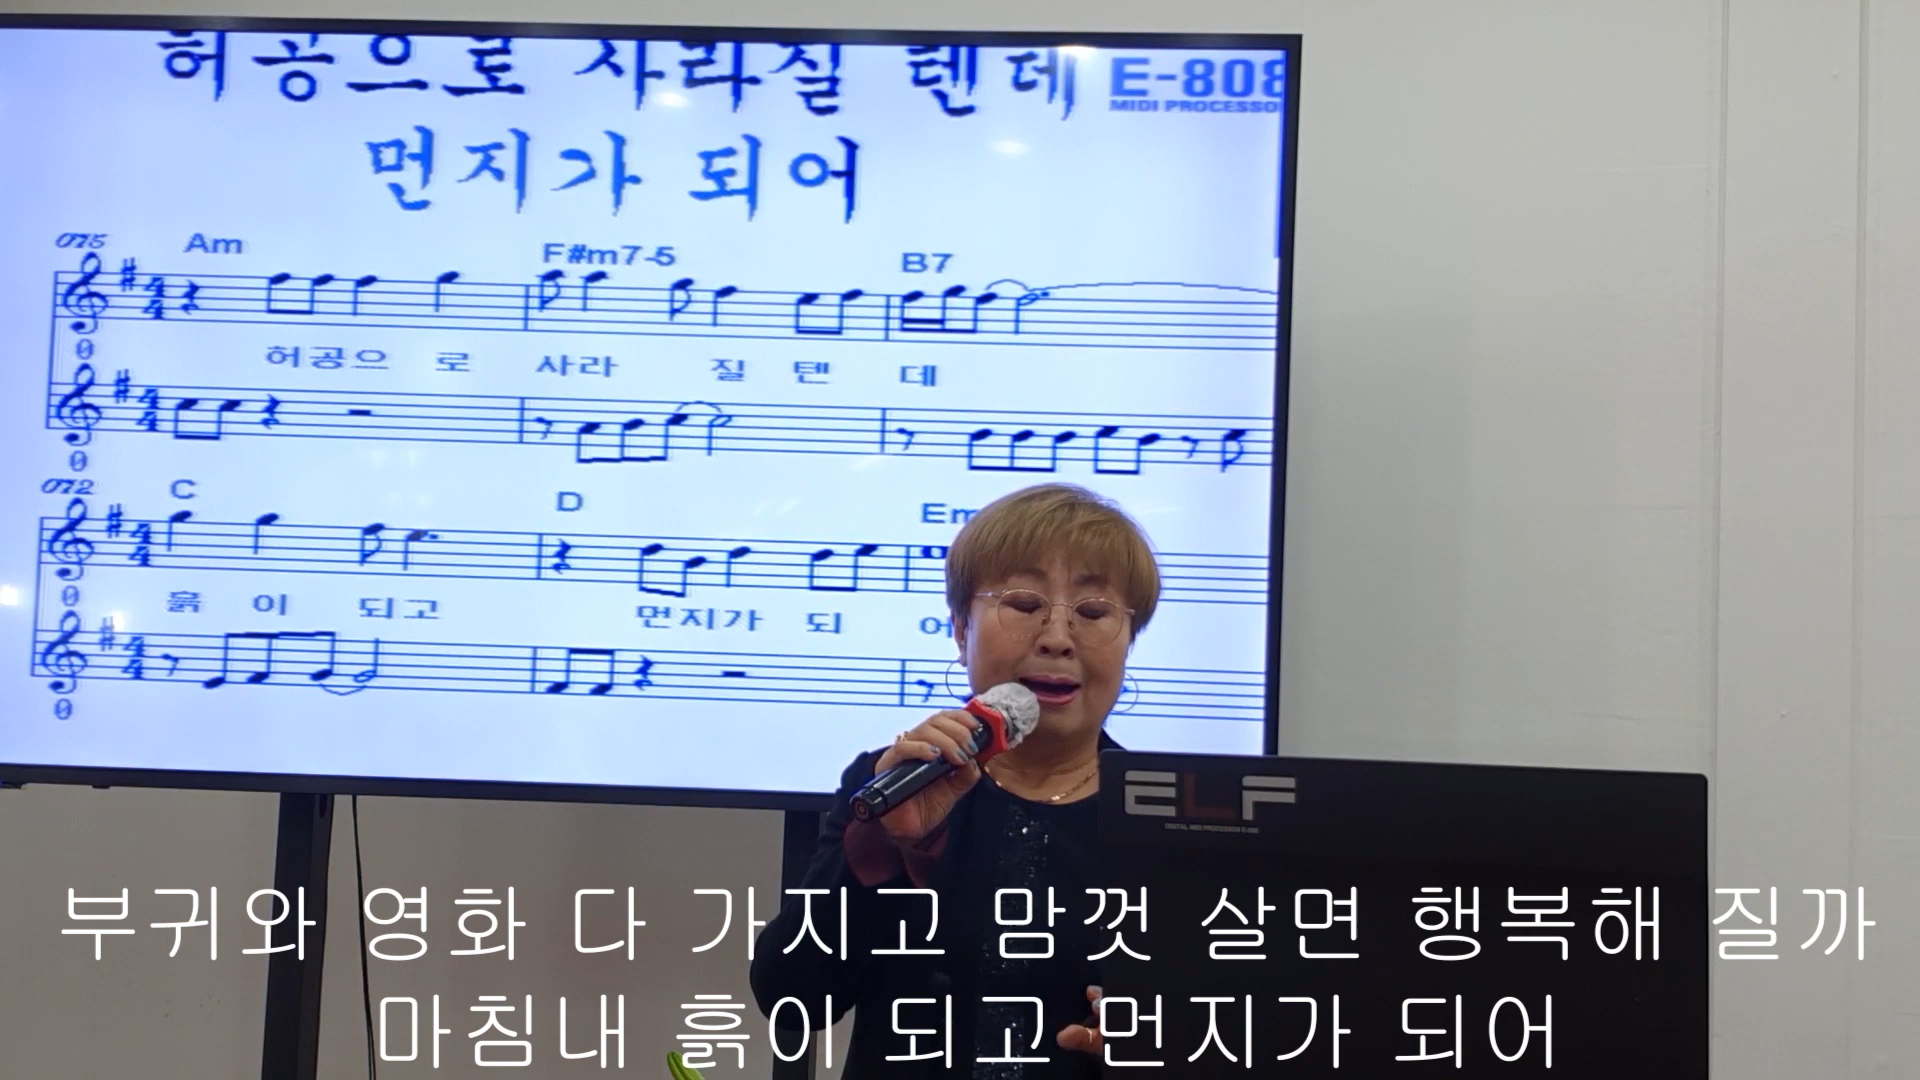 허공으로 사라질 텐데
E-808
MIDI PROCESSO
먼지가 되어
075 Am F#m7-5 B7
허공으 로 사라 질 텐 데
072 C D Em
흙 이 되고 먼지가 되 어
ELF
부귀와 영화 다 가지고 맘껏 살면 행복해 질까
마침내 흙이 되고 먼지가 되어